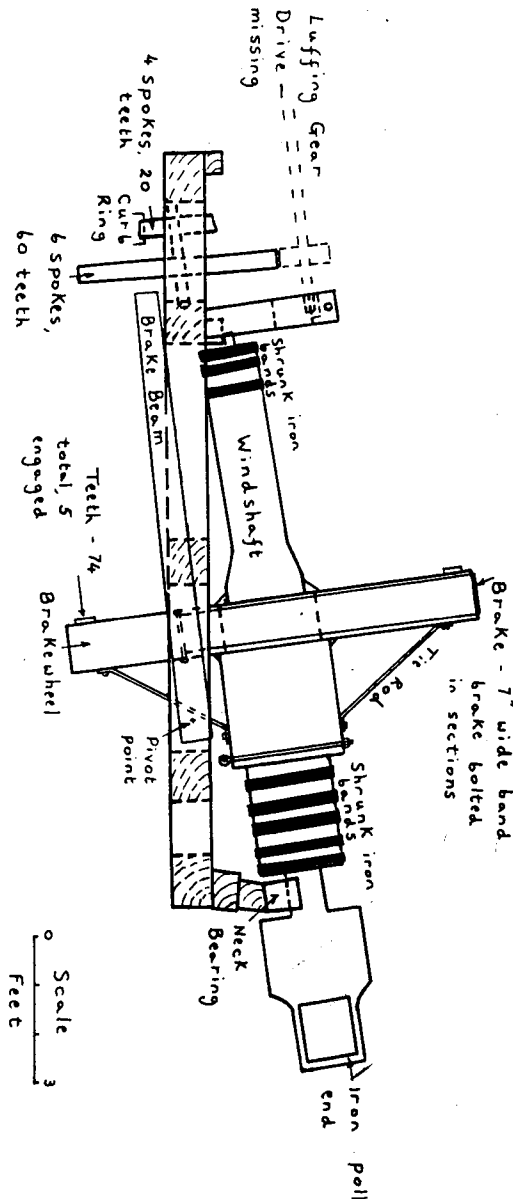 Luffing Gear
Drive –
missing
4 spokes, 20
teeth
Curb
Ring
6 spokes,
60 teeth
Brake Beam
Shrunk iron
bands
Windshaft
Teeth – 74
total, 5
engaged
Brakewheel
Brake – 7" wide band
brake bolted
in sections
Tie Rod
Pivot
point
Shrunk iron
bands
Neck
Bearing
Iron poll
end
0 3
Scale
Feet